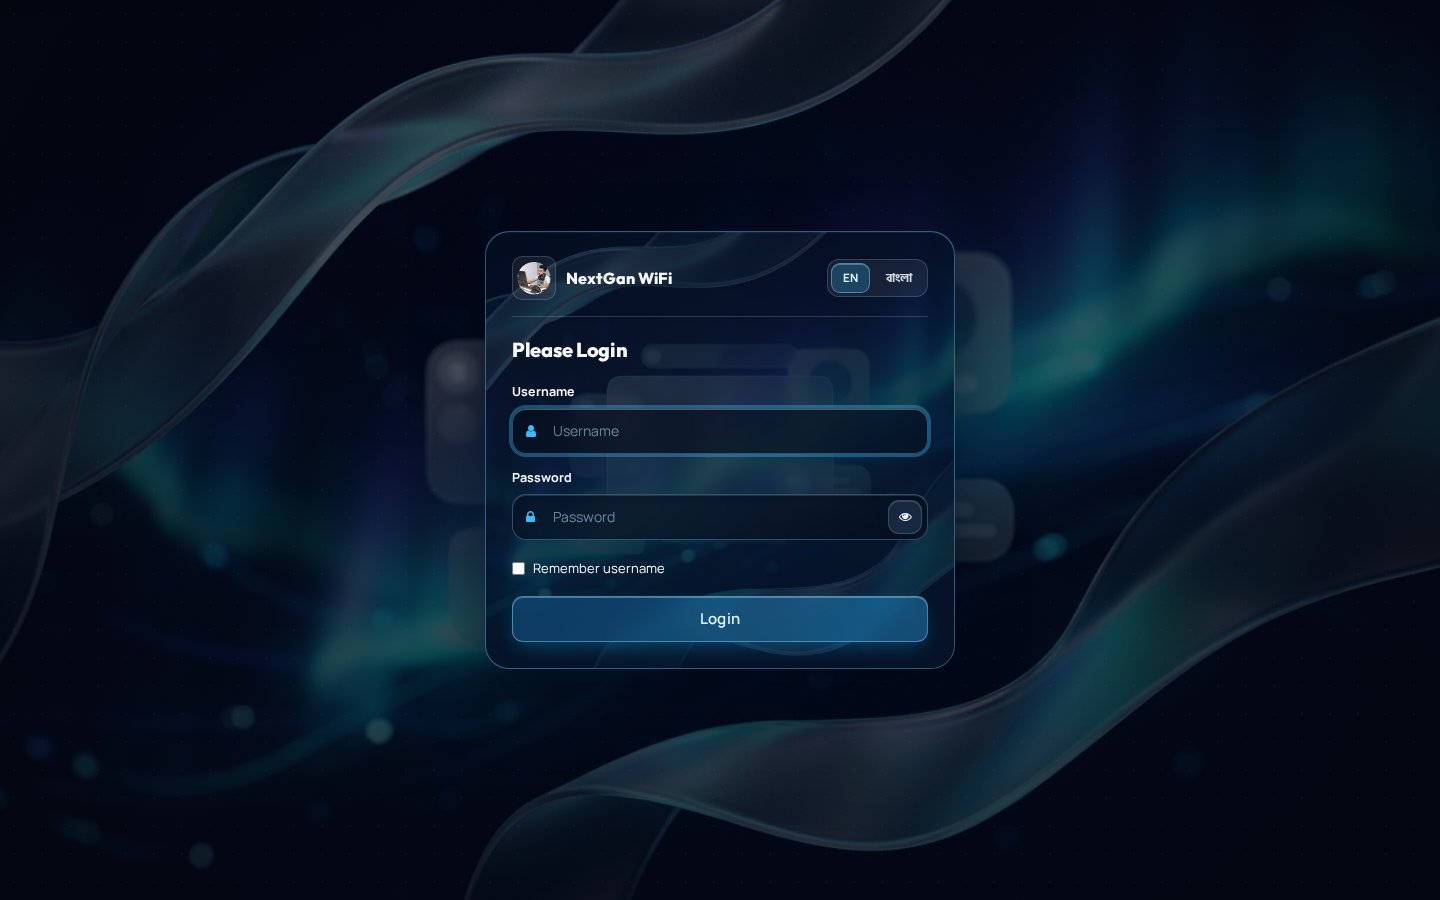 NextGan WiFi
EN বাংলা
Please Login
Username
Username
Password
Password
Remember username
Login